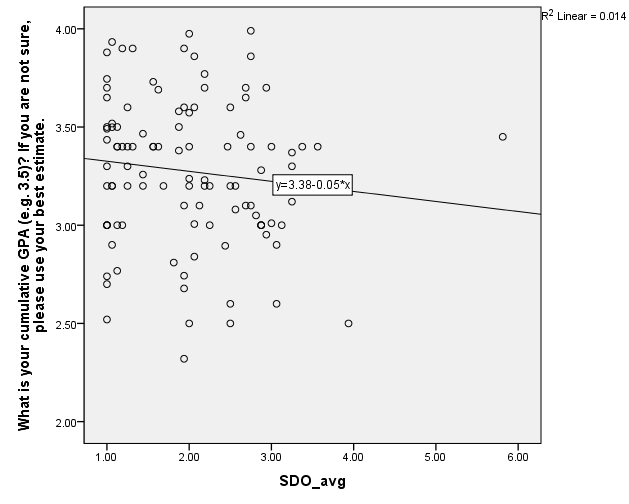 R² Linear = 0.014
What is your cumulative GPA (e.g. 3.5)? If you are not sure,
please use your best estimate.
4.00
3.50
3.00
2.50
2.00
y=3.38-0.05*x
1.00 2.00 3.00 4.00 5.00 6.00
SDO_avg